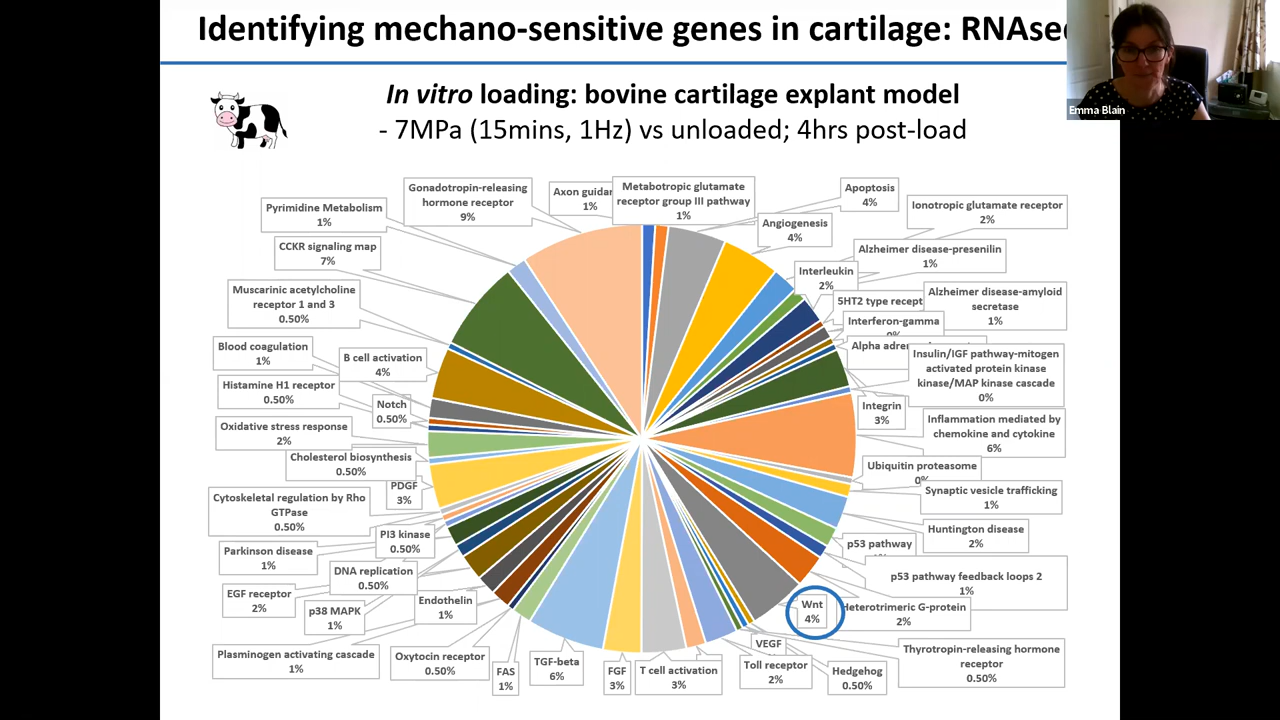 Identifying mechano-sensitive genes in cartilage:
Emma Blain
In vitro loading: bovine cartilage explant model
- 7MPa (15mins, 1Hz) vs unloaded; 4hrs post-load
Gonadotropin-releasing
hormone receptor
9%
Axon
1%
Metabotropic glutamate
receptor group III pathway
1%
Apoptosis
4%
Ionotropic glutamate receptor
2%
Pyrimidine Metabolism
1%
Angiogenesis
4%
CCKR signaling map
7%
Alzheimer disease-presenilin
1%
Interleukin
2%
Muscarinic acetylcholine
receptor 1 and 3
0.50%
5HT2 type
Alzheimer disease-amyloid
secretase
1%
Interferon-gamma
Blood coagulation
1%
B cell activation
4%
Alpha
Insulin/IGF pathway-mitogen
activated protein kinase
kinase/MAP kinase cascade
0%
Histamine H1 receptor
0.50%
Notch
0.50%
Integrin
3%
Oxidative stress response
2%
Inflammation mediated by
chemokine and cytokine
6%
Cholesterol biosynthesis
0.50%
Ubiquitin proteasome
PDGF
3%
Synaptic vesicle trafficking
1%
Cytoskeletal regulation by Rho
GTPase
0.50%
Huntington disease
2%
PI3 kinase
0.50%
p53 pathway
Parkinson disease
1%
DNA replication
0.50%
p53 pathway feedback loops 2
1%
EGF receptor
2%
p38 MAPK
1%
Endothelin
1%
Wnt
4%
Heterotrimeric G-protein
2%
Plasminogen activating cascade
1%
Oxytocin receptor
0.50%
FAS
1%
TGF-beta
6%
FGF
3%
T cell activation
3%
VEGF
Toll receptor
2%
Hedgehog
0.50%
Thyrotropin-releasing hormone
receptor
0.50%